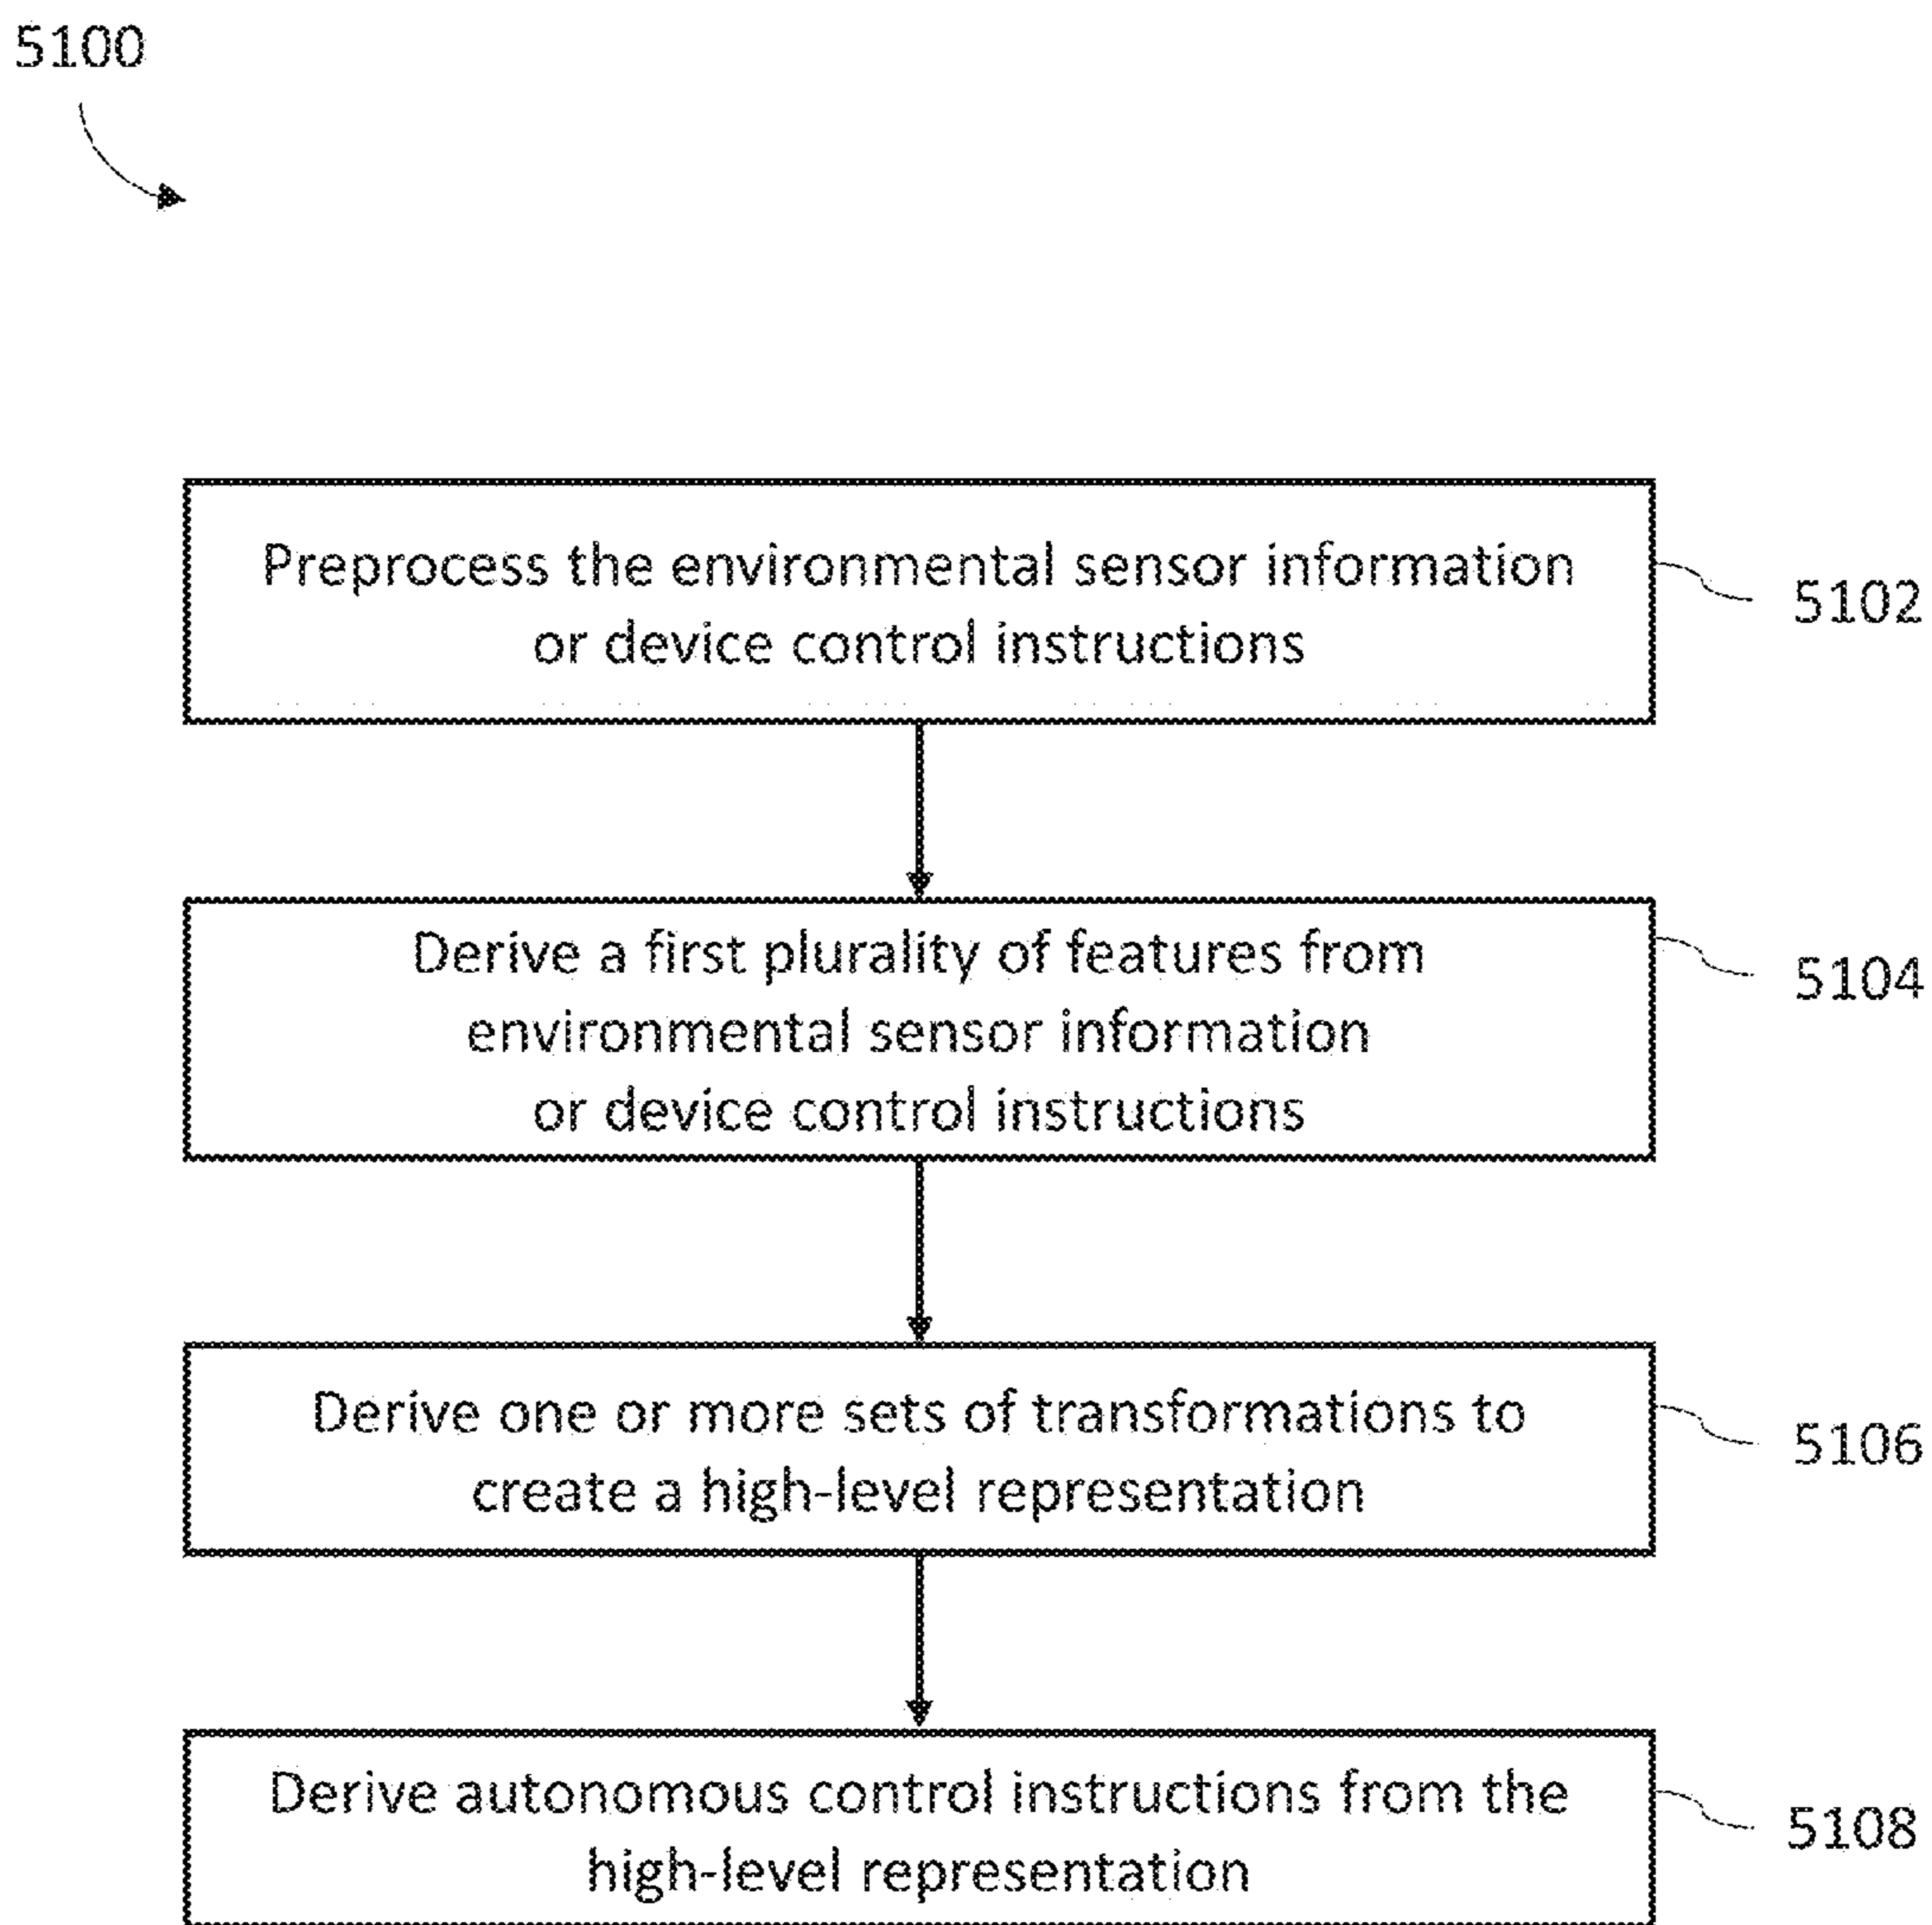 5100
Preprocess the environmental sensor information
or device control instructions
5102
Derive a first plurality of features from
environmental sensor information
or device control instructions
5104
Derive one or more sets of transformations to
create a high-level representation
5106
Derive autonomous control instructions from the
high-level representation
5108